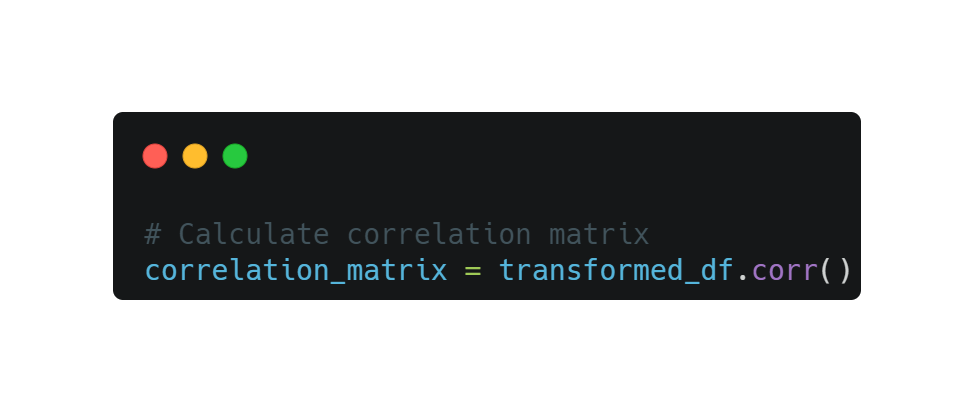 # Calculate correlation matrix
correlation_matrix = transformed_df.corr()